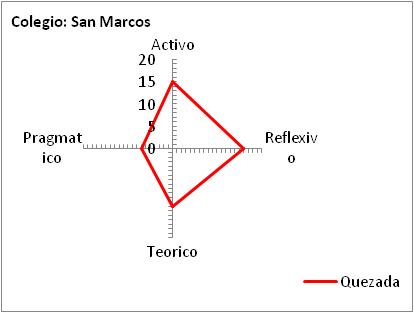 Colegio: San Marcos
Activo
20
15
10
5
0
Pragmat
ico
Reflexiv
o
Teorico
Quezada